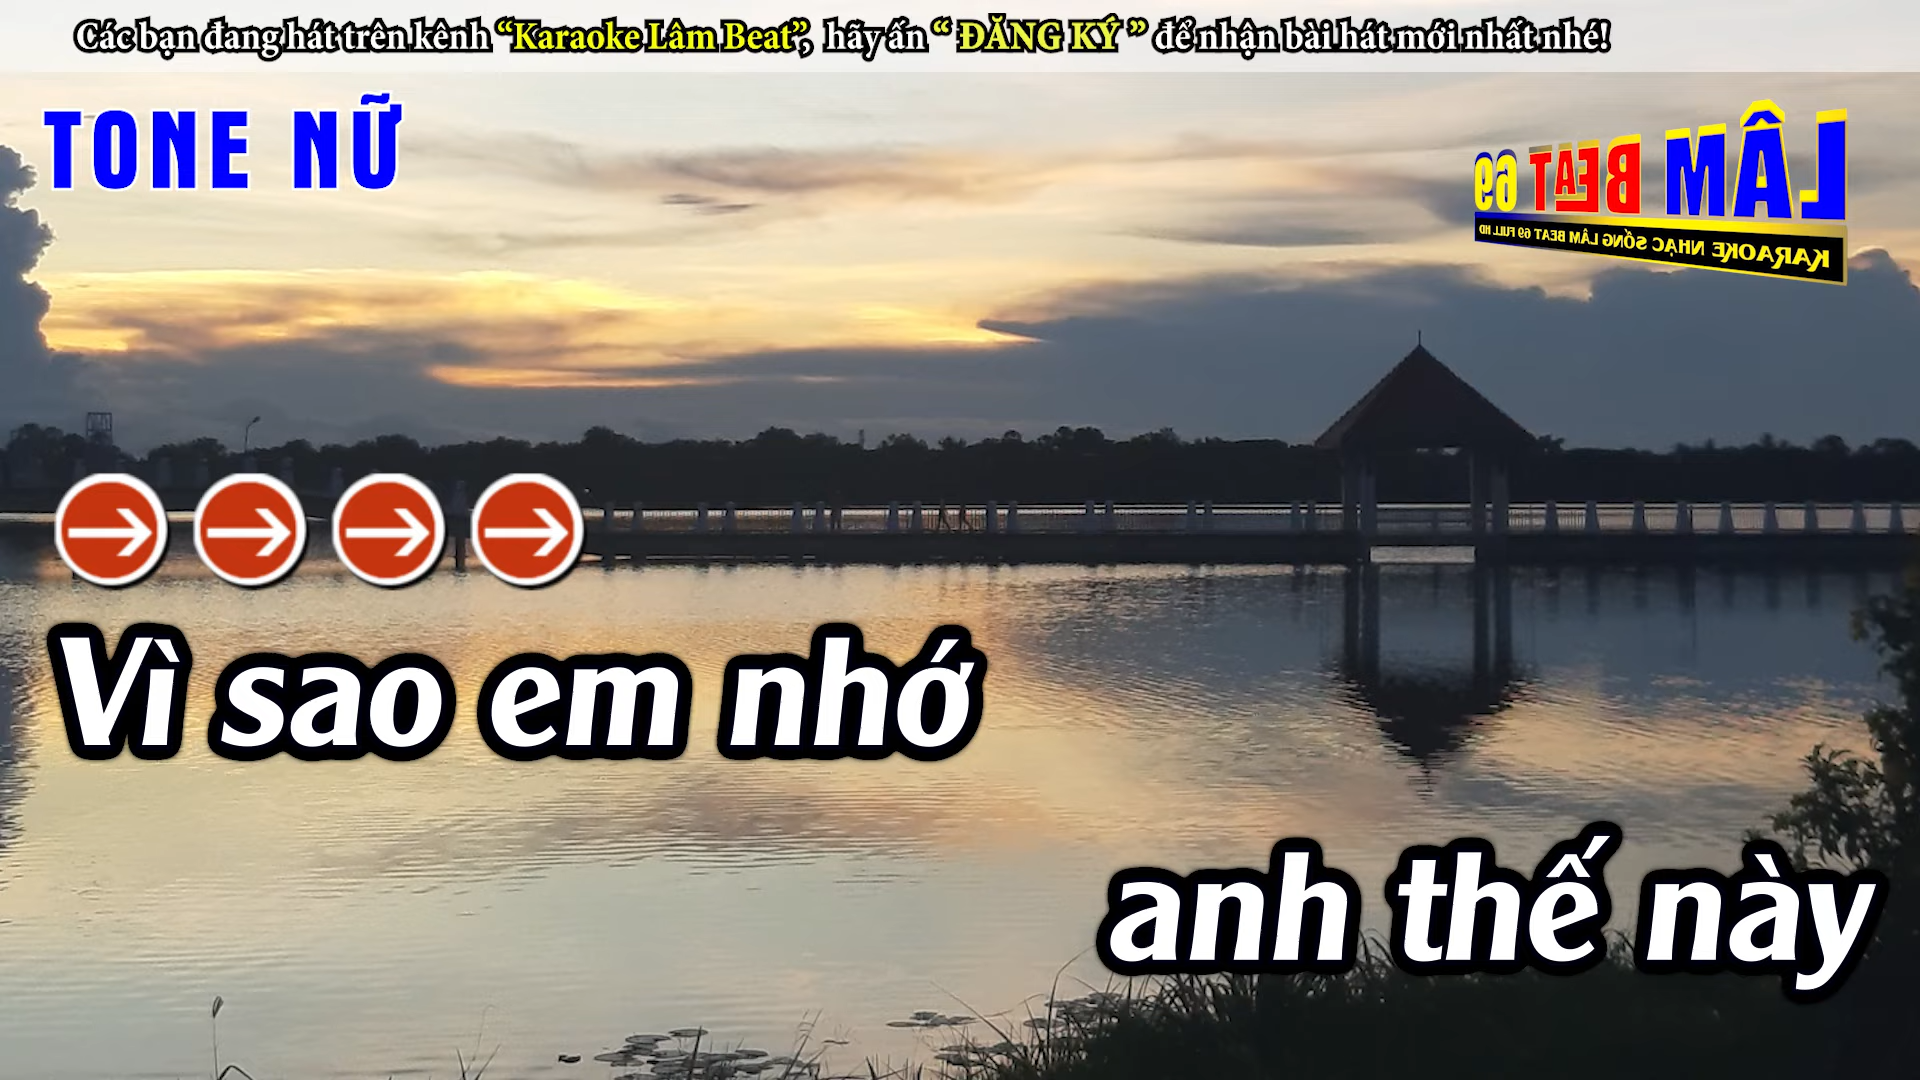 Các bạn đang hát trên kênh “Karaoke Lâm Beat”, hãy ấn “ ĐĂNG KÝ ” để nhận bài hát mới nhất nhé!
TONE NỮ
LÂM BEAT 69
KARAOKE NHẠC SỐNG LÂM BEAT 69 FULL HD
Vì sao em nhớ
anh thế này